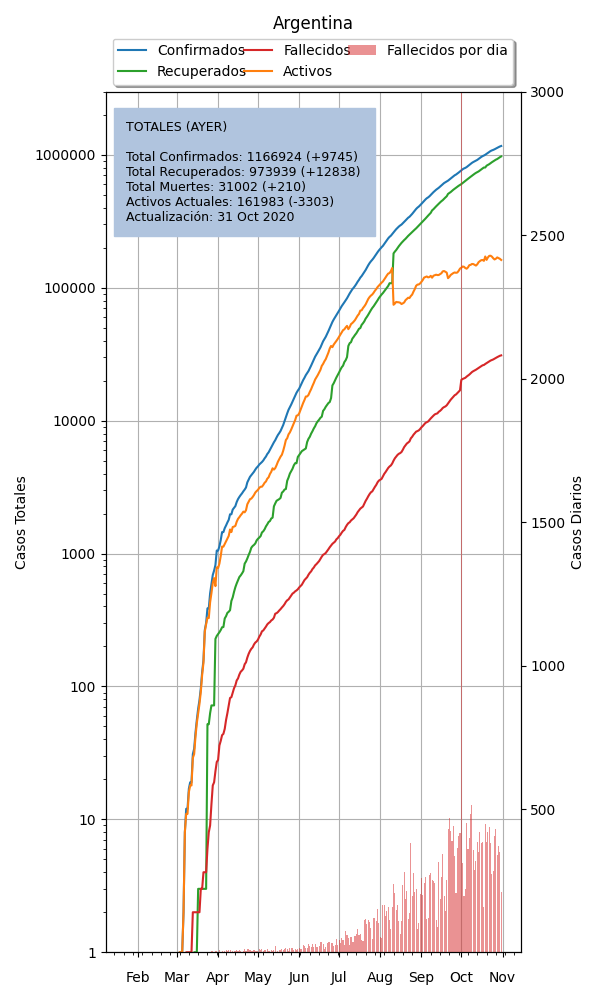 Argentina
Confirmados
Recuperados
Fallecidos
Activos
Fallecidos por dia
TOTALES (AYER)
Total Confirmados: 1166924 (+9745)
Total Recuperados: 973939 (+12838)
Total Muertes: 31002 (+210)
Activos Actuales: 161983 (-3303)
Actualización: 31 Oct 2020
Casos Totales
1000000
100000
10000
1000
100
10
1
3000
2500
2000
1500
1000
500
Casos Diarios
Feb Mar Apr May Jun Jul Aug Sep Oct Nov